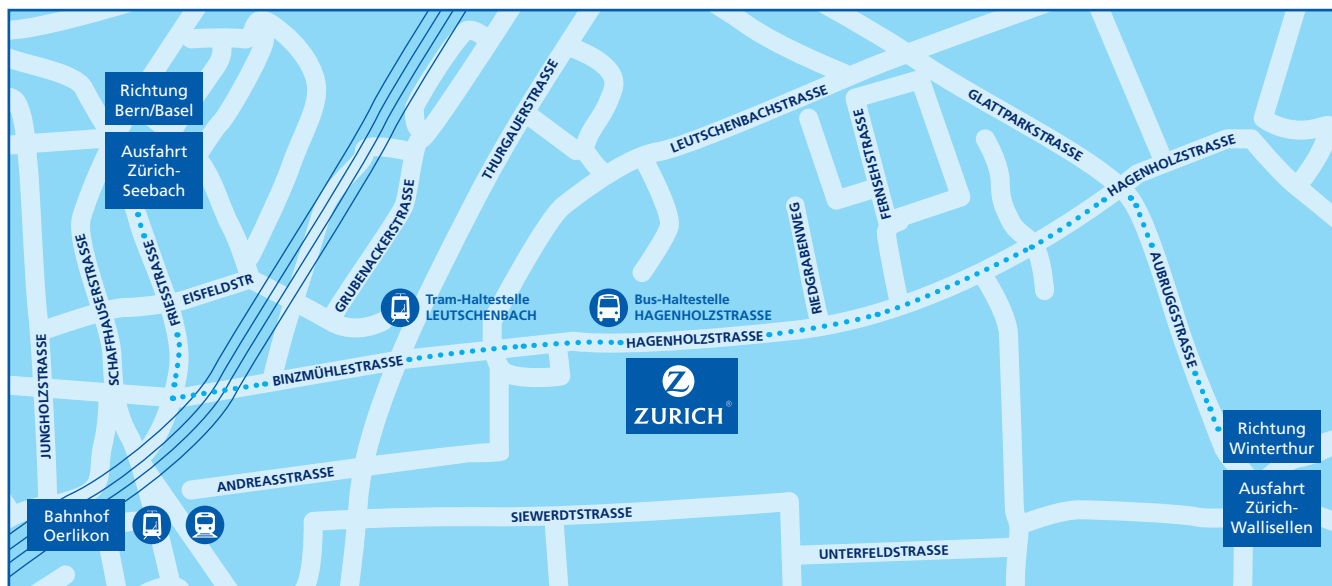 Richtung
Bern/Basel
Ausfahrt
Zürich-
Seebach
THURGAUERSTRASSE
LEUTSCHENBACHSTRASSE
FERNSEHSTRASSE
GLATTPARKSTRASSE
HAGENHOLZSTRASSE
SCHAFFHAUSERSTRASSE
FRIESSTRASSE
EISFELDSTR
GRUBENACKERSTRASSE
Tram-Haltestelle
LEUTSCHENBACH
Bus-Haltestelle
HAGENHOLZSTRASSE
RIEDGRABENWEG
AUBRUGGSTRASSE
JUNGHOLZSTRASSE
BINZMÜHLESTRASSE
HAGENHOLZSTRASSE
Z
ZURICH®
Richtung
Winterthur
Ausfahrt
Zürich-
Wallisellen
ANDREASSTRASSE
Bahnhof
Oerlikon
SIEWERDTSTRASSE
UNTERFELDSTRASSE